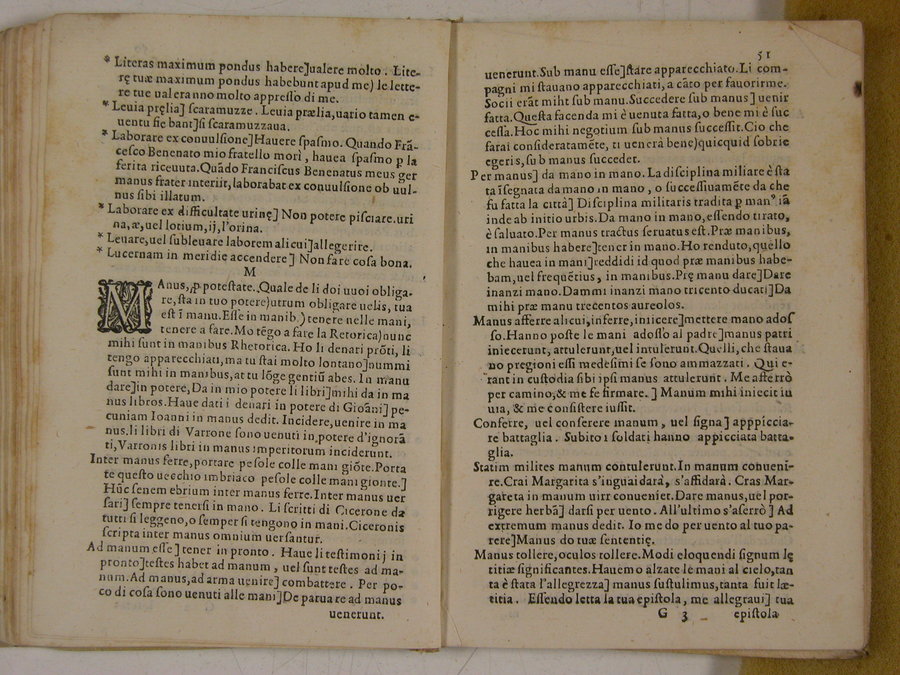 * Literas maximum pondus habere]ualere molto. Lite-
rę tuæ maximum pondus habebunt apud me) le lette-
re tue ualeranno molto appresso di me.
* Leuia pręlia] scaramuzze. Leuia prælia, uario tamen e-
uentu fiebant]si scaramuzzaua.
* Laborare ex conuulsione]Hauere spasmo. Quando Frã-
cesco Benenato mio fratello morì, hauea spasmo p la
ferita riceuuta. Quãdo Franciscus Benenatus meus ger
manus frater interiit, laborabat ex conuulsione ob uul-
nus sibi illatum.
* Laborare ex difficultate urinę] Non potere pisciare. uri
na, æ, uel lotium, ij, l'orina.
* Leuare, uel subleuare laborem alicui]allegerire.
* Lucernam in meridie accendere] Non fare cosa bona.
M
MAnus, p potestate. Quale de li doi uuoi obliga-
re, sta in tuo potere)utrum obligare uelis, tua
est ī manu. Esse in manib.) tenere nelle mani,
tenere a fare. Mo tẽgo a fare la Retorica)nunc
mihi sunt in manibus Rhetorica. Ho li denari prõti, li
tengo apparecchiati, ma tu stai molto lontano]nummi
sunt mihi in manibus, at tu lõge gentiũ abes. In manu
dare]in potere, Da in mio potere li libri]mihi da in ma
nus libros. Haue dati i denari in potere di Gioãni] pe-
cuniam Ioanni in manus dedit. Incidere, uenire in ma
nus. li libri di Varrone sono uenuti in potere d'ignorã
ti, Varronis libri in manus imperitorum inciderunt.
Inter manus ferre, portare pesole colle mani giõte. Porta
te questo uecchio imbriaco pesole colle mani gionte.]
Hũc senem ebrium inter manus ferre. Inter manus uer
sari] sempre tenersi in mano. Li scritti di Cicerone da
tutti si leggeno, o semper si tengono in mani. Ciceronis
scripta inter manus omnium uersantur.
Ad manum esse] tener in pronto. Haue li testimonij in
pronto]testes habet ad manum, uel sunt testes ad ma-
num. Ad manus, ad arma uenire] combattere. Per po-
co di cosa sono uenuti alle mani]De parua re ad manus
uenerunt.
51
uenerunt. Sub manu esse]stare apparecchiato. Li com-
pagni mi stauano apparecchiati, a cãto per fauorirme.
Socii erãt miht sub manu. Succedere sub manus] uenir
fatta. Questa facenda mi è uenuta fatta, o bene mi è suc
cessa. Hoc mihi negotium sub manus successit. Cio che
farai consideratamẽte, ti uenerà bene)quicquid sobrie
egeris, sub manus succedet.
Per manus] da mano in mano. La disciplina miliare è sta
ta īsegnata da mano in mano, o successiuamẽte da che
fu fatta la città] Disciplina militaris tradita p man⁹ iã
inde ab initio urbis. Da mano in mano, essendo tirato,
è saluato. Per manus tractus seruatus est. Præ manibus,
in manibus habere]tener in mano. Ho renduto, quello
che hauea in mani]reddidi id quod præ manibus habe-
bam, uel frequẽtius, in manibus. Prę manu dare]Dare
inanzi mano. Dammi inanzi mano tricento ducati]Da
mihi præ manu trecentos aureolos.
Manus afferre alicui, inferre, iniicere]mettere mano ados
so. Hanno poste le mani adosso al padre]manus patri
iniecerunt, attulerunt, uel intulerunt. Quelli, che staua
no pregioni essi medesimi se sono ammazzati. Qui e-
rant in custodia sibi ipsi manus attulerunt. Me afferrò
per camino, & me fe firmare.] Manum mihi iniecit in
uia, & me consistere iussit.
Conferre, uel conserere manum, uel signa] apppiccia-
re battaglia. Subito i soldati hanno appicciata batta-
glia.
Statim milites manum contulerunt. In manum conueni-
re. Crai Margarita s'inguaidarà, s'affidarà. Cras Mar-
gareta in manum uiri conueniet. Dare manus, uel por-
rigere herbã] darsi per uento. All'ultimo s'aserrò] Ad
extremum manus dedit. Io me do per uento al tuo pa-
rere]Manus do tuæ sententię.
Manus tollere, oculos tollere. Modi eloquendi signum lę
titiæ significantes. Hauemo alzate le mani al cielo, tan
ta è stata l'allegrezza] manus sustulimus, tanta fuit læ-
titia. Essendo letta la tua epistola, me allegraui] tua
G 3 epistola